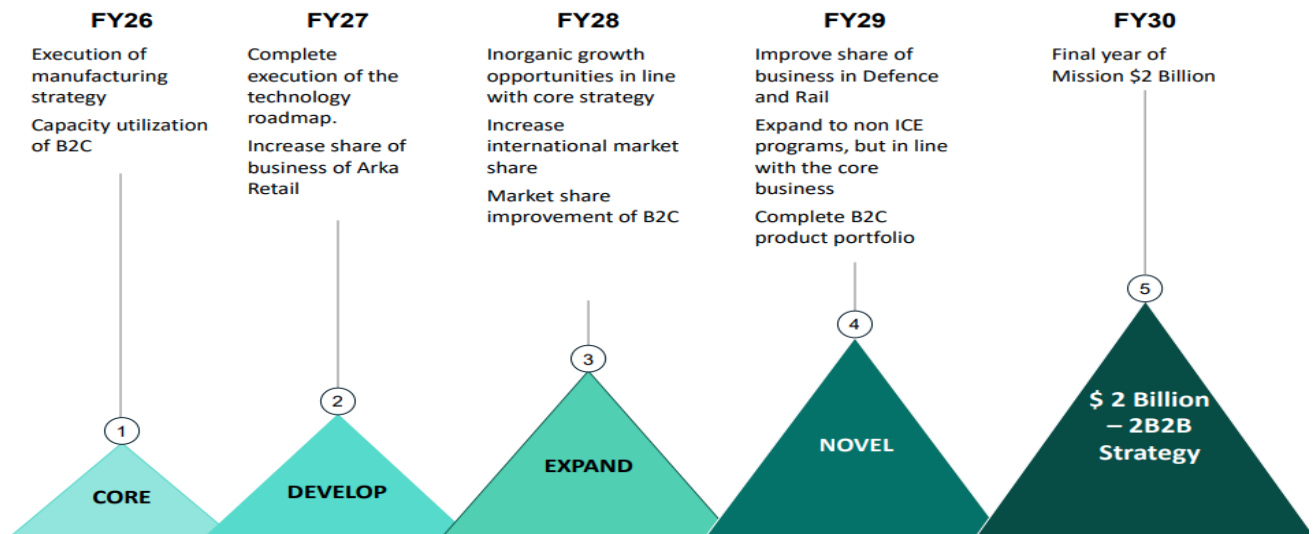 FY26
Execution of
manufacturing
strategy
Capacity utilization
of B2C
1
CORE
FY27
Complete
execution of the
technology
roadmap.
Increase share of
business of Arka
Retail
2
DEVELOP
FY28
Inorganic growth
opportunities in line
with core strategy
Increase
international market
share
Market share
improvement of B2C
3
EXPAND
FY29
Improve share of
business in Defence
and Rail
Expand to non ICE
programs, but in line
with the core
business
Complete B2C
product portfolio
4
NOVEL
FY30
Final year of
Mission $2 Billion
5
$ 2 Billion
– 2B2B
Strategy